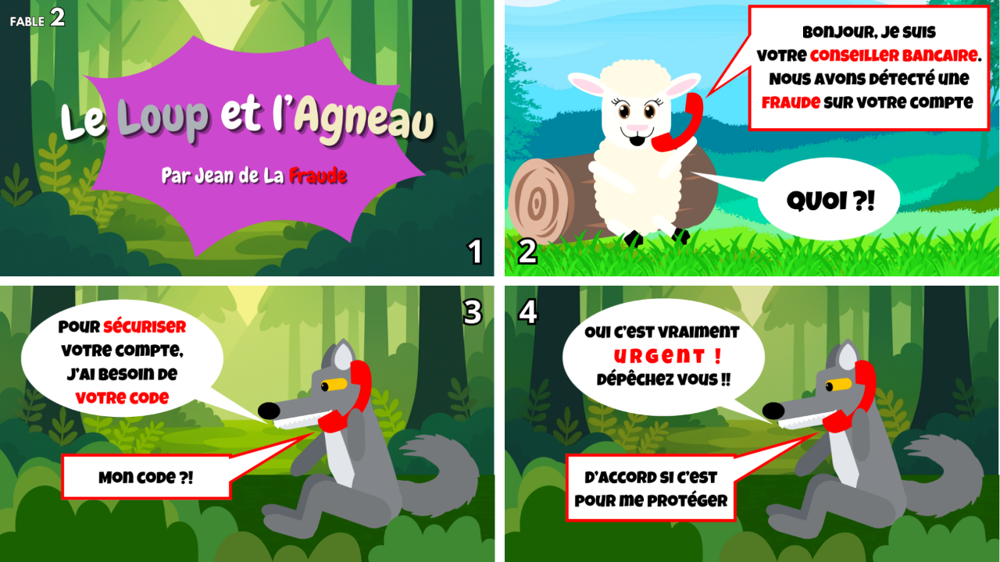 FABLE 2
Le Loup et l'Agneau
Par Jean de La Fraude
1
BONJOUR, JE SUIS
VOTRE CONSEILLER BANCAIRE.
NOUS AVONS DÉTECTÉ UNE
FRAUDE SUR VOTRE COMPTE
QUOI ?!
2
3
POUR SÉCURISER
VOTRE COMPTE,
J'AI BESOIN DE
VOTRE CODE
MON CODE ?!
4
OUI C'EST VRAIMENT
URGENT !
DÉPÊCHEZ VOUS !!
D'ACCORD SI C'EST
POUR ME PROTÉGER